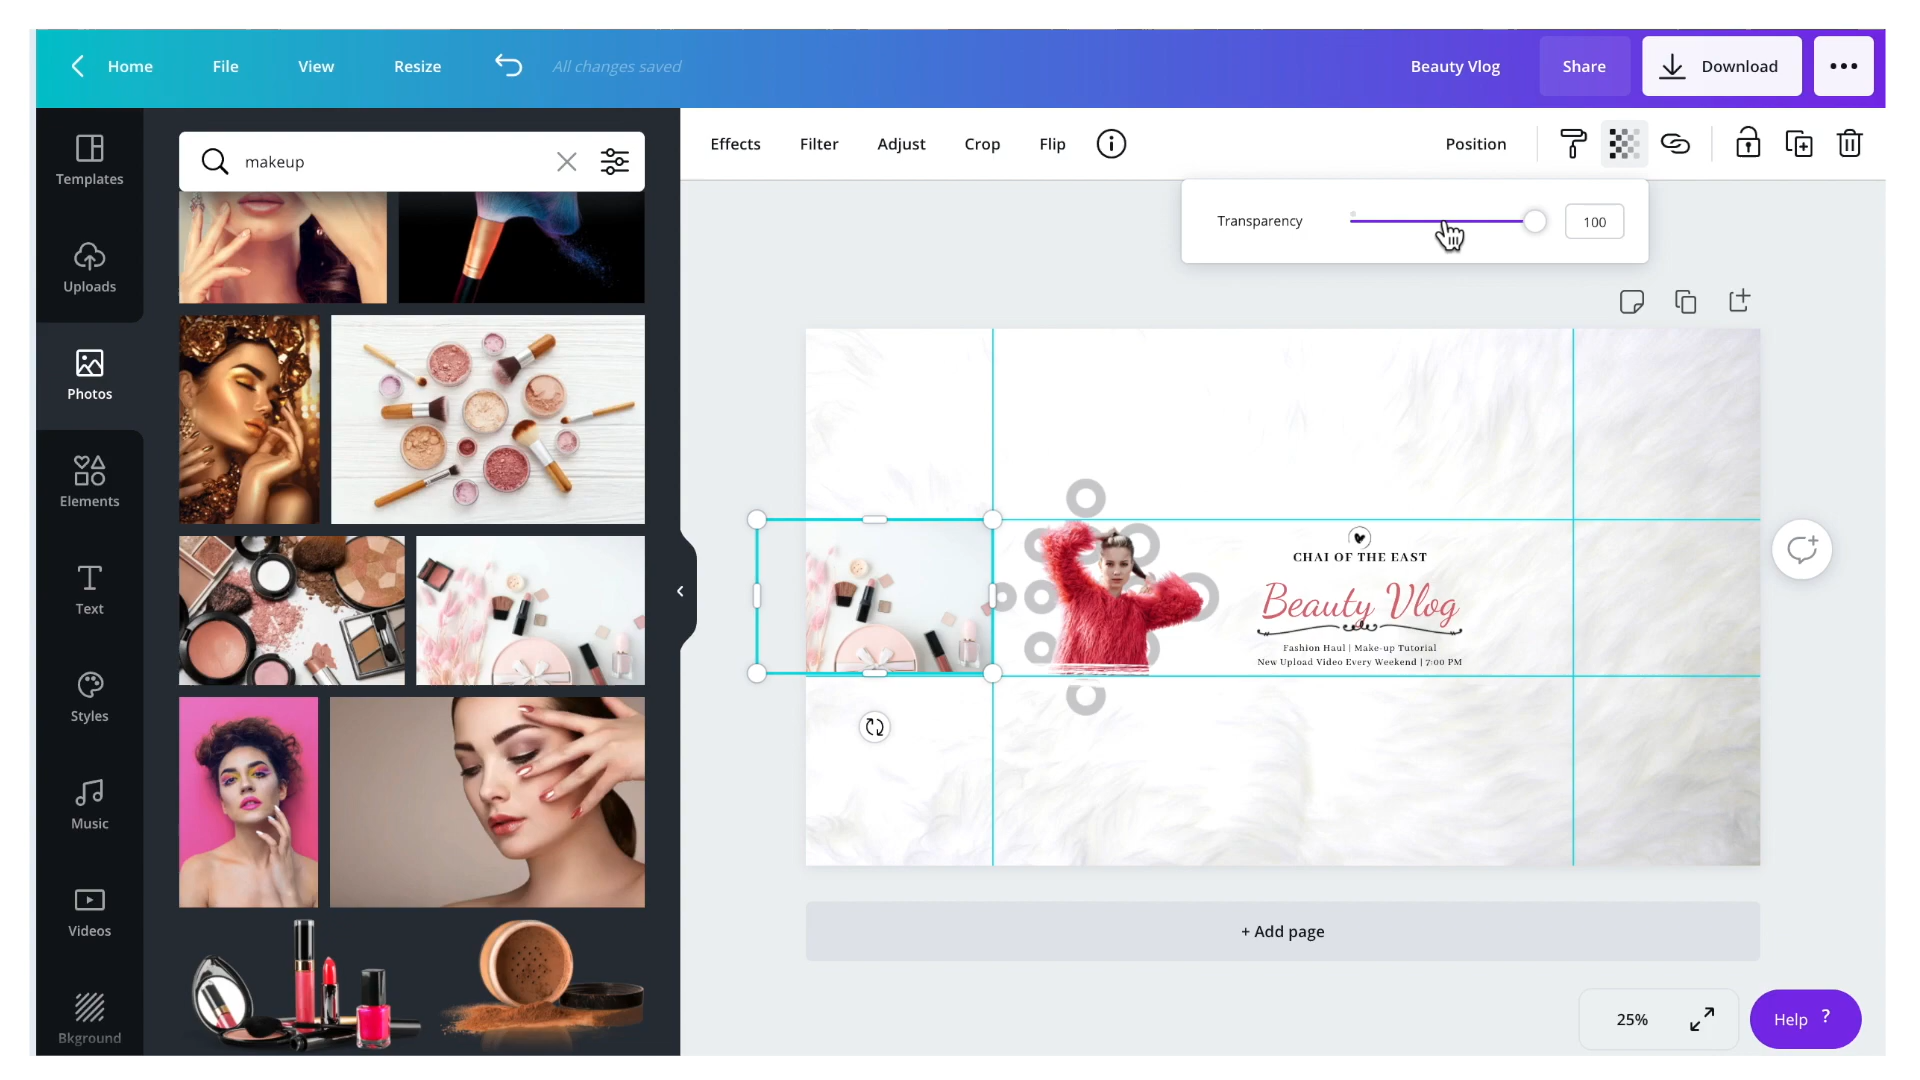 Home File View Resize All changes saved Beauty Vlog Share Download
Templates
Uploads
Photos
Elements
Text
Styles
Music
Videos
Bkground
makeup
Effects Filter Adjust Crop Flip Position
Transparency 100
CHAI OF THE EAST
Beauty Vlog
Fashion Haul | Make-up Tutorial
New Upload Video Every Weekend | 7:00 PM
+ Add page
25% Help ?